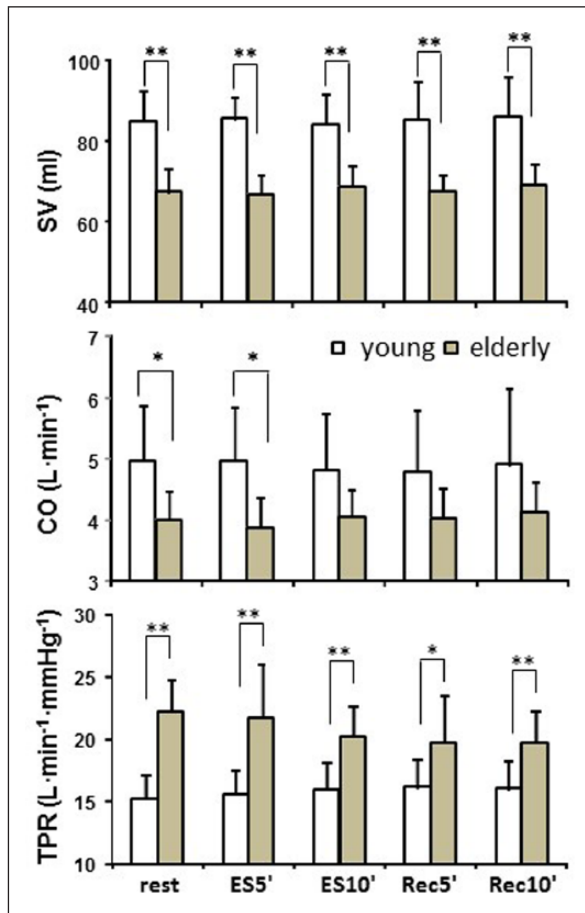 ** ** ** ** **
100
80
60
40
SV (ml)
7
6
5
4
3
CO (L·min⁻¹)
young elderly
* *
30
25
20
15
10
TPR (L·min⁻¹·mmHg⁻¹)
** ** ** * **
rest ES5' ES10' Rec5' Rec10'